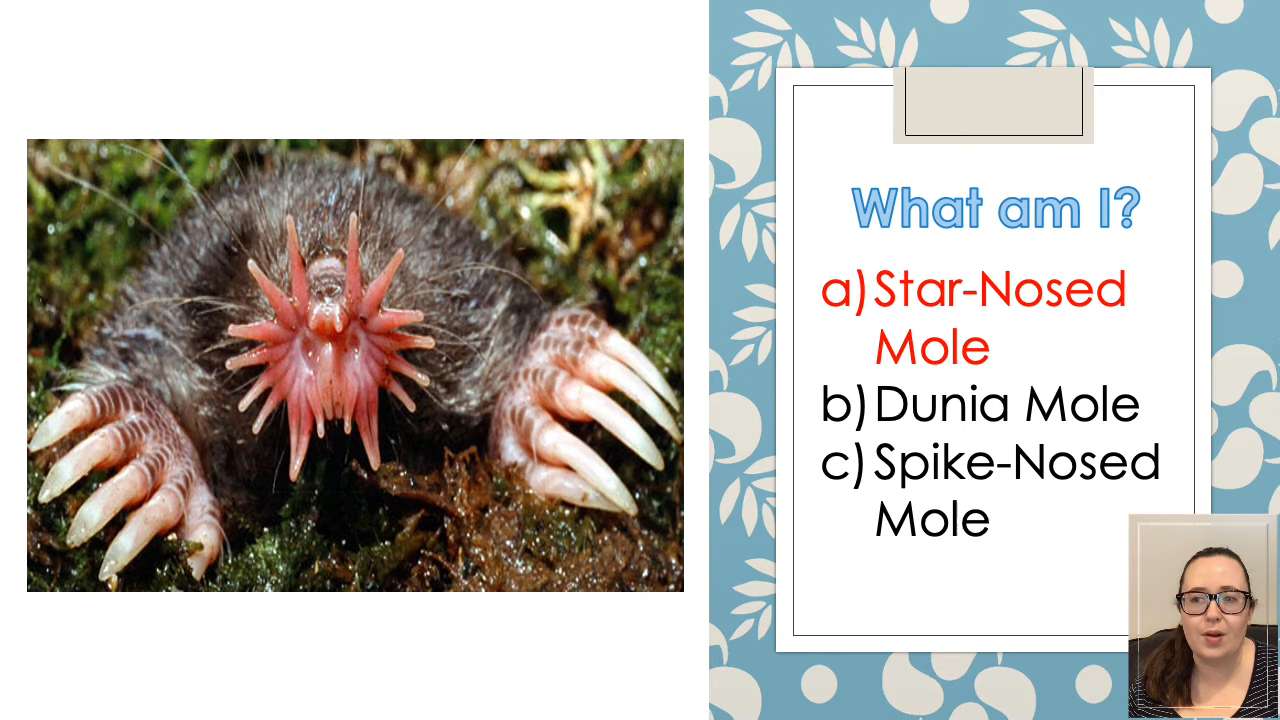 What am I?
a) Star-Nosed
Mole
b) Dunia Mole
c) Spike-Nosed
Mole